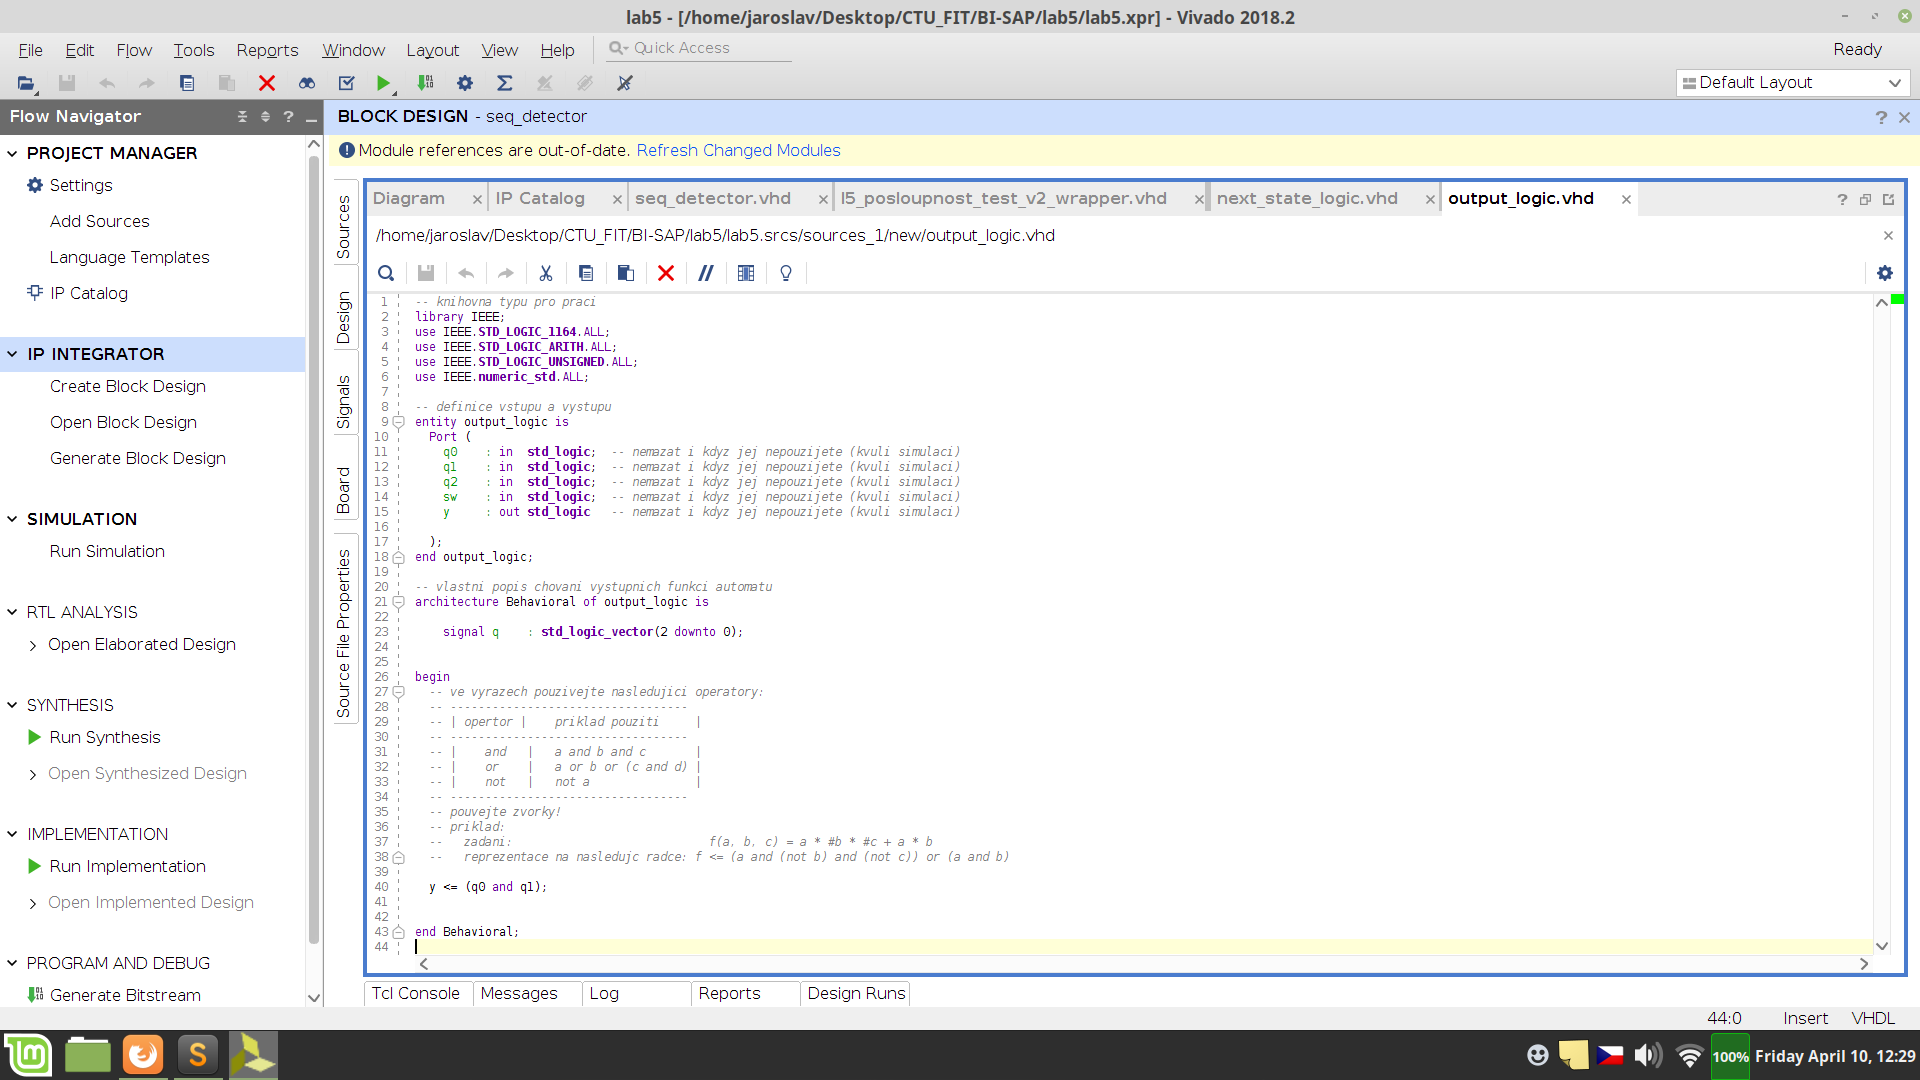 lab5 - [/home/jaroslav/Desktop/CTU_FIT/BI-SAP/lab5/lab5.xpr] - Vivado 2018.2
File Edit Flow Tools Reports Window Layout View Help Quick Access Ready
Default Layout
Flow Navigator
PROJECT MANAGER
Settings
Add Sources
Language Templates
IP Catalog
IP INTEGRATOR
Create Block Design
Open Block Design
Generate Block Design
SIMULATION
Run Simulation
RTL ANALYSIS
Open Elaborated Design
SYNTHESIS
Run Synthesis
Open Synthesized Design
IMPLEMENTATION
Run Implementation
Open Implemented Design
PROGRAM AND DEBUG
Generate Bitstream
BLOCK DESIGN - seq_detector
Module references are out-of-date. Refresh Changed Modules
Sources
Design
Signals
Board
Source File Properties
Diagram IP Catalog seq_detector.vhd l5_posloupnost_test_v2_wrapper.vhd next_state_logic.vhd output_logic.vhd
/home/jaroslav/Desktop/CTU_FIT/BI-SAP/lab5/lab5.srcs/sources_1/new/output_logic.vhd
1 -- knihovna typu pro praci
2 library IEEE;
3 use IEEE.STD_LOGIC_1164.ALL;
4 use IEEE.STD_LOGIC_ARITH.ALL;
5 use IEEE.STD_LOGIC_UNSIGNED.ALL;
6 use IEEE.numeric_std.ALL;
7
8 -- definice vstupu a vystupu
9 entity output_logic is
10 Port (
11 q0 : in std_logic; -- nemazat i kdyz jej nepouzijete (kvuli simulaci)
12 q1 : in std_logic; -- nemazat i kdyz jej nepouzijete (kvuli simulaci)
13 q2 : in std_logic; -- nemazat i kdyz jej nepouzijete (kvuli simulaci)
14 sw : in std_logic; -- nemazat i kdyz jej nepouzijete (kvuli simulaci)
15 y : out std_logic -- nemazat i kdyz jej nepouzijete (kvuli simulaci)
16
17 );
18 end output_logic;
19
20 -- vlastni popis chovani vystupnich funkci automatu
21 architecture Behavioral of output_logic is
22
23 signal q : std_logic_vector(2 downto 0);
24
25
26 begin
27 -- ve vyrazech pouzivejte nasledujici operatory:
28 -- ----------------------------------
29 -- | opertor | priklad pouziti |
30 -- ----------------------------------
31 -- | and | a and b and c |
32 -- | or | a or b or (c and d) |
33 -- | not | not a |
34 -- ----------------------------------
35 -- pouvejte zvorky!
36 -- priklad:
37 -- zadani: f(a, b, c) = a * #b * #c + a * b
38 -- reprezentace na nasledujc radce: f <= (a and (not b) and (not c)) or (a and b)
39
40 y <= (q0 and q1);
41
42
43 end Behavioral;
44
Tcl Console Messages Log Reports Design Runs
44:0 Insert VHDL
100% Friday April 10, 12:29